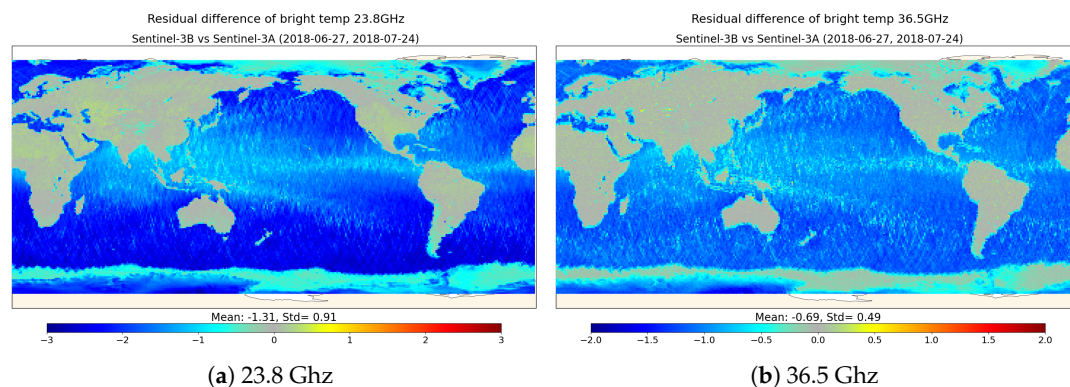 Residual difference of bright temp 23.8GHz
Sentinel-3B vs Sentinel-3A (2018-06-27, 2018-07-24)
Mean: -1.31, Std= 0.91
−3 −2 −1 0 1 2 3
(a) 23.8 Ghz
Residual difference of bright temp 36.5GHz
Sentinel-3B vs Sentinel-3A (2018-06-27, 2018-07-24)
Mean: -0.69, Std= 0.49
−2.0 −1.5 −1.0 −0.5 0.0 0.5 1.0 1.5 2.0
(b) 36.5 Ghz